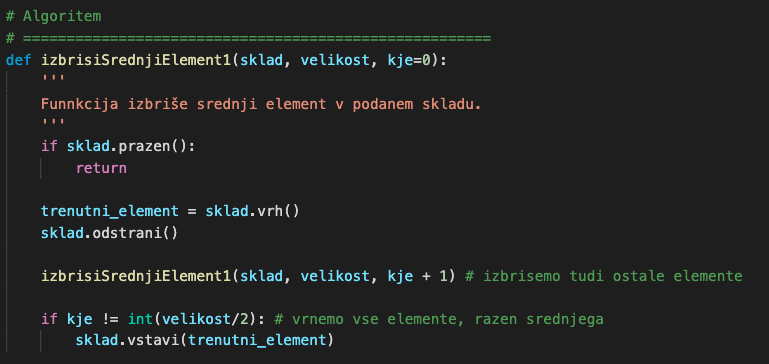 # Algoritem
# ======================================================
def izbrisiSrednjiElement1(sklad, velikost, kje=0):
'''
Funnkcija izbriše srednji element v podanem skladu.
'''
if sklad.prazen():
return
trenutni_element = sklad.vrh()
sklad.odstrani()
izbrisiSrednjiElement1(sklad, velikost, kje + 1) # izbrisemo tudi ostale elemente
if kje != int(velikost/2): # vrnemo vse elemente, razen srednjega
sklad.vstavi(trenutni_element)